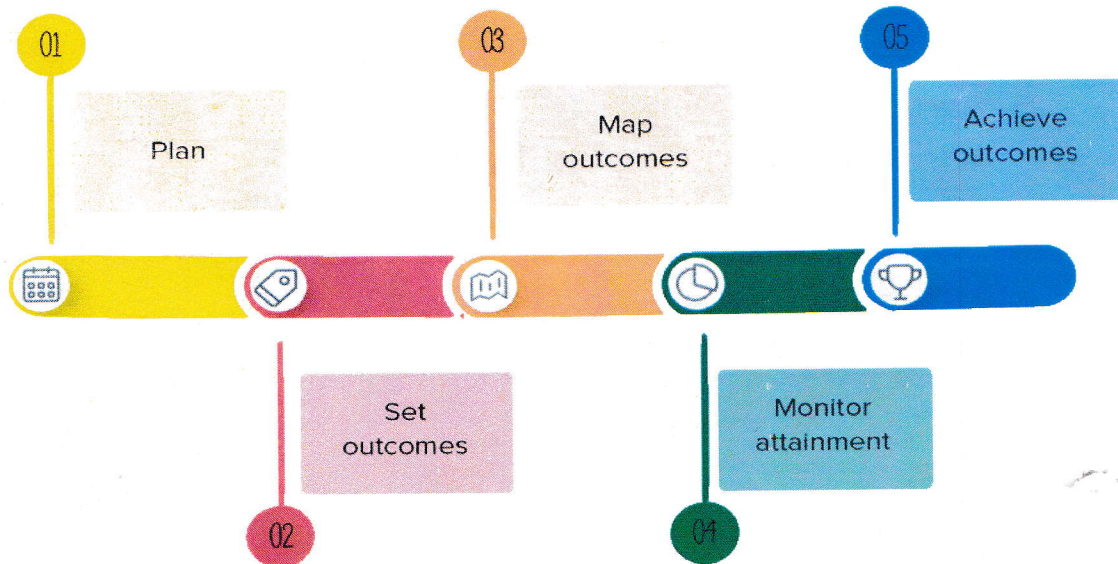 01
Plan
02
Set
outcomes
03
Map
outcomes
04
Monitor
attainment
05
Achieve
outcomes